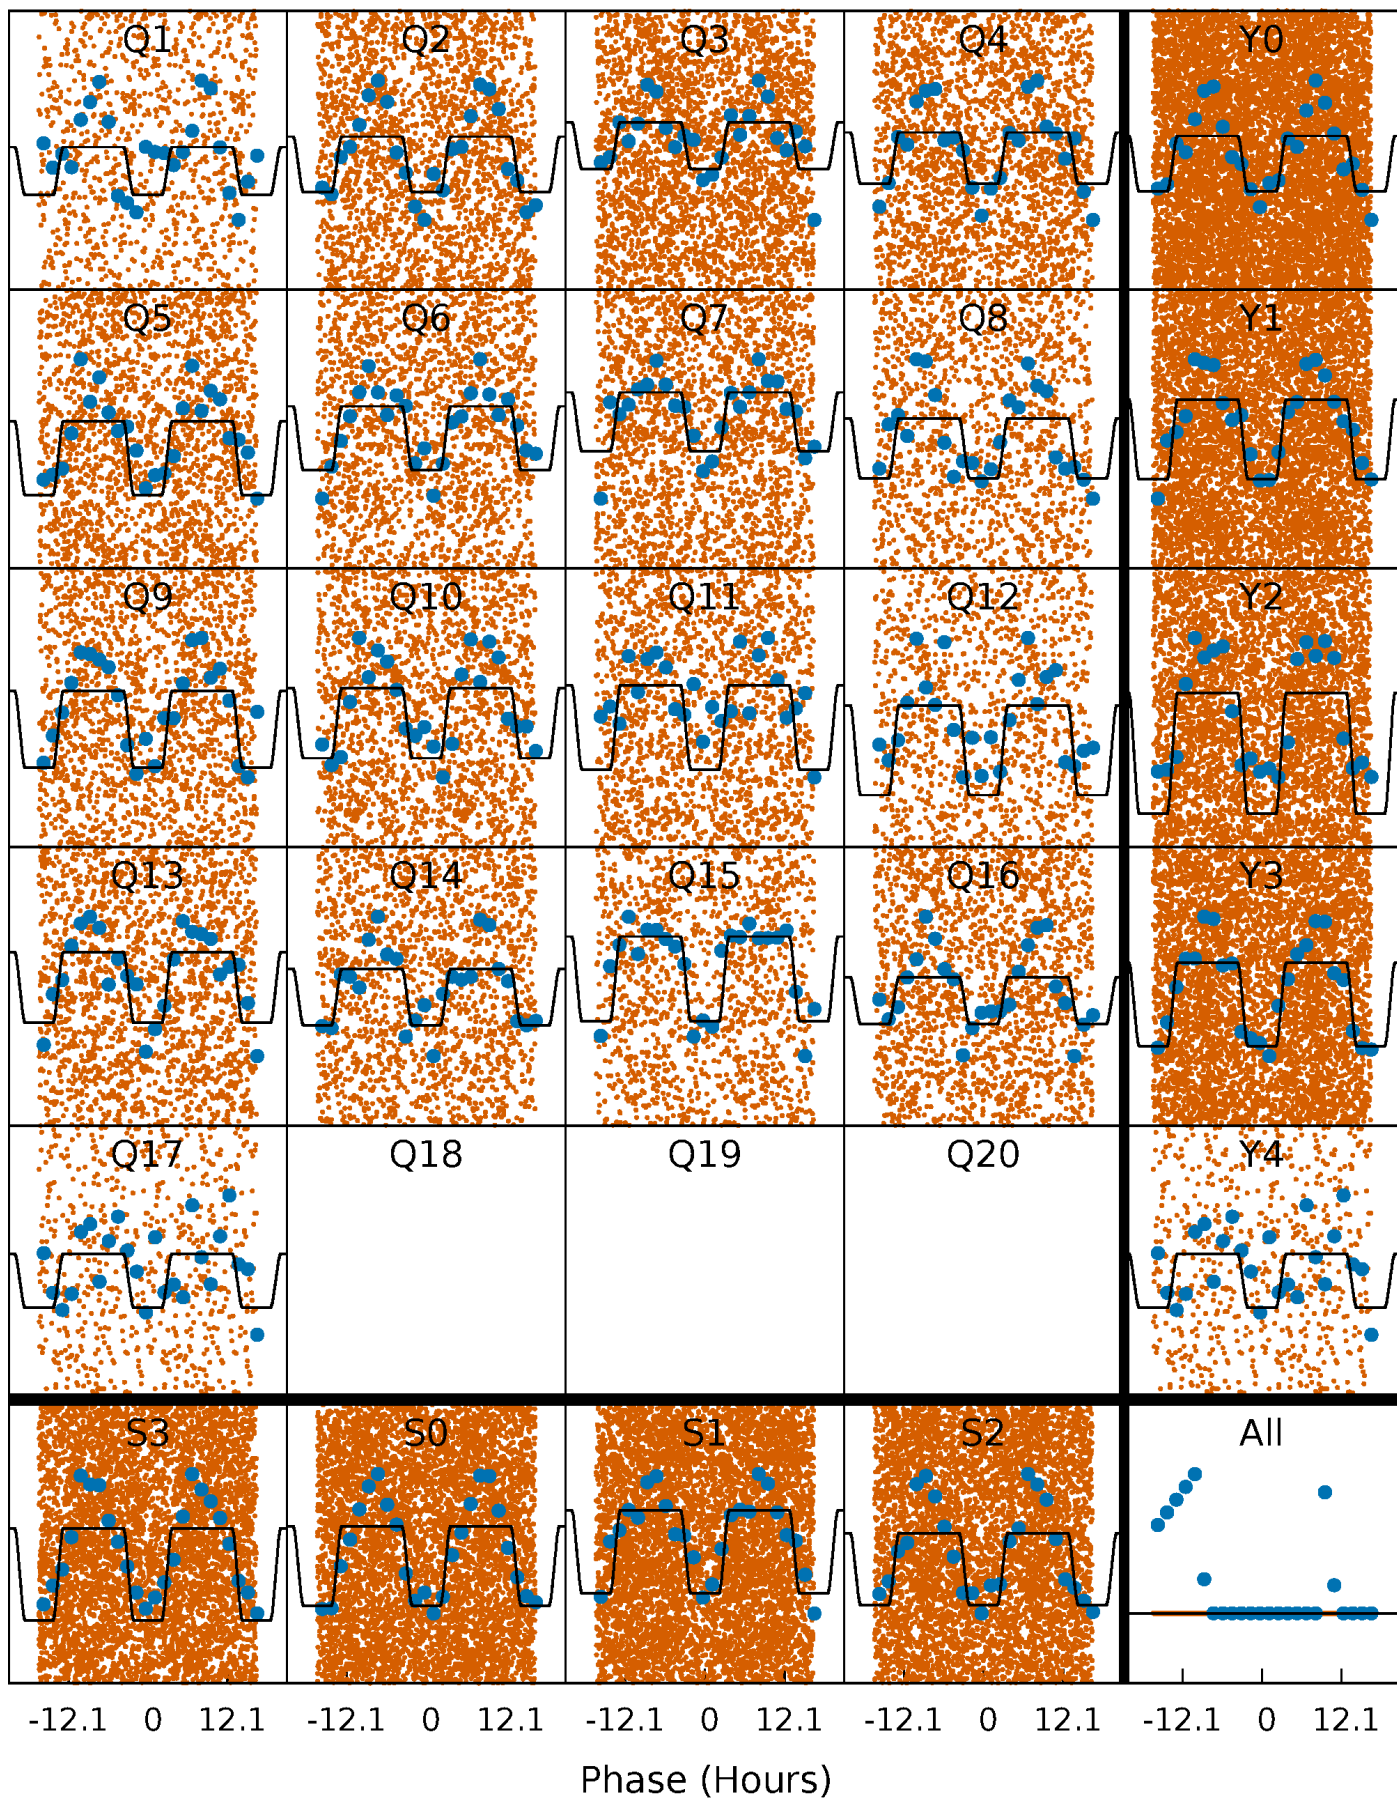 Q1 Q2 Q3 Q4 Y0
Q5 Q6 Q7 Q8 Y1
Q9 Q10 Q11 Q12 Y2
Q13 Q14 Q15 Q16 Y3
Q17 Q18 Q19 Q20 Y4
S3 S0 S1 S2 All
-12.1 0 12.1 -12.1 0 12.1 -12.1 0 12.1 -12.1 0 12.1 -12.1 0 12.1
Phase (Hours)